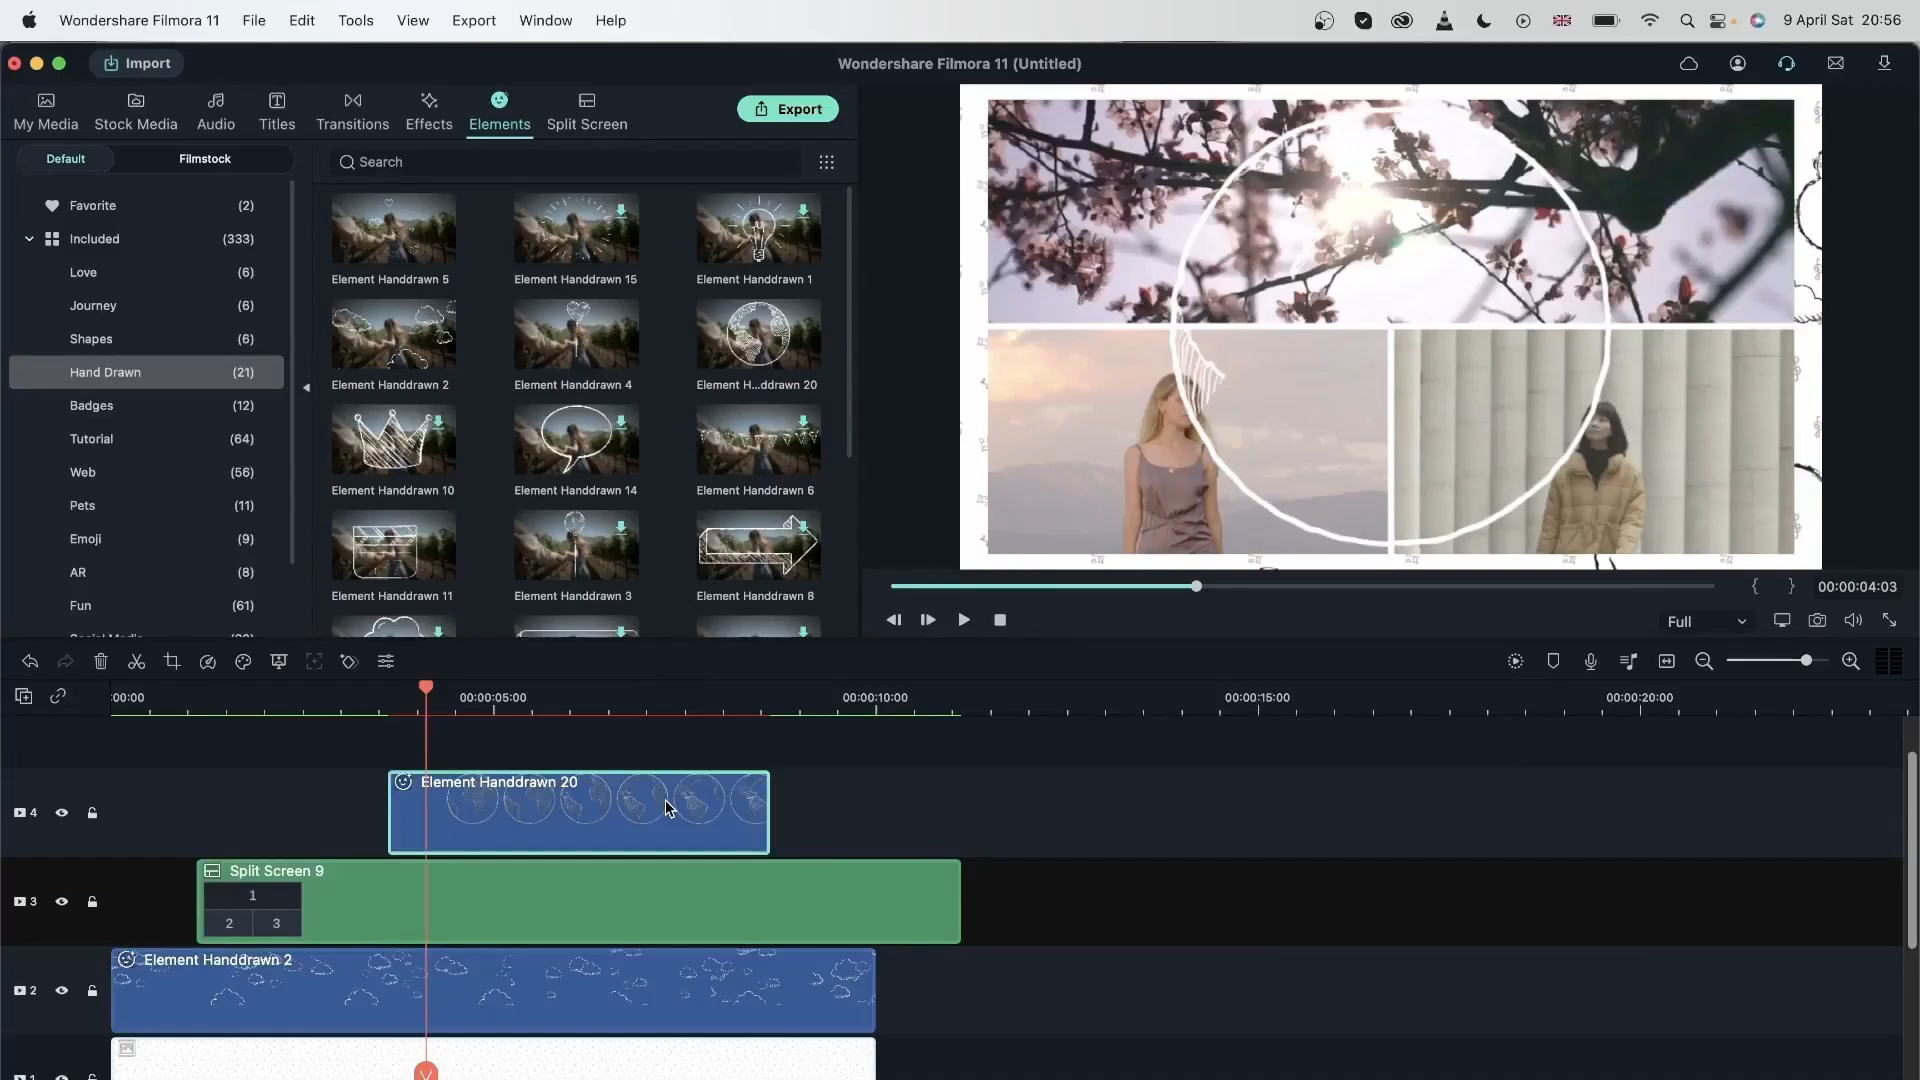 Wondershare Filmora 11 File Edit Tools View Export Window Help 9 April Sat 20:56
Import Wondershare Filmora 11 (Untitled)
My Media Stock Media Audio Titles Transitions Effects Elements Split Screen Export
Default Filmstock Search
Favorite (2)
Included (333)
Love (6)
Journey (6)
Shapes (6)
Hand Drawn (21)
Badges (12)
Tutorial (64)
Web (56)
Pets (11)
Emoji (9)
AR (8)
Fun (61)
Element Handdrawn 5 Element Handdrawn 15 Element Handdrawn 1
Element Handdrawn 2 Element Handdrawn 4 Element H...ddrawn 20
Element Handdrawn 10 Element Handdrawn 14 Element Handdrawn 6
Element Handdrawn 11 Element Handdrawn 3 Element Handdrawn 8
{ } 00:00:04:03
Full
:00:00 00:00:05:00 00:00:10:00 00:00:15:00 00:00:20:00
4 Element Handdrawn 20
3 Split Screen 9
1
2 3
2 Element Handdrawn 2
1